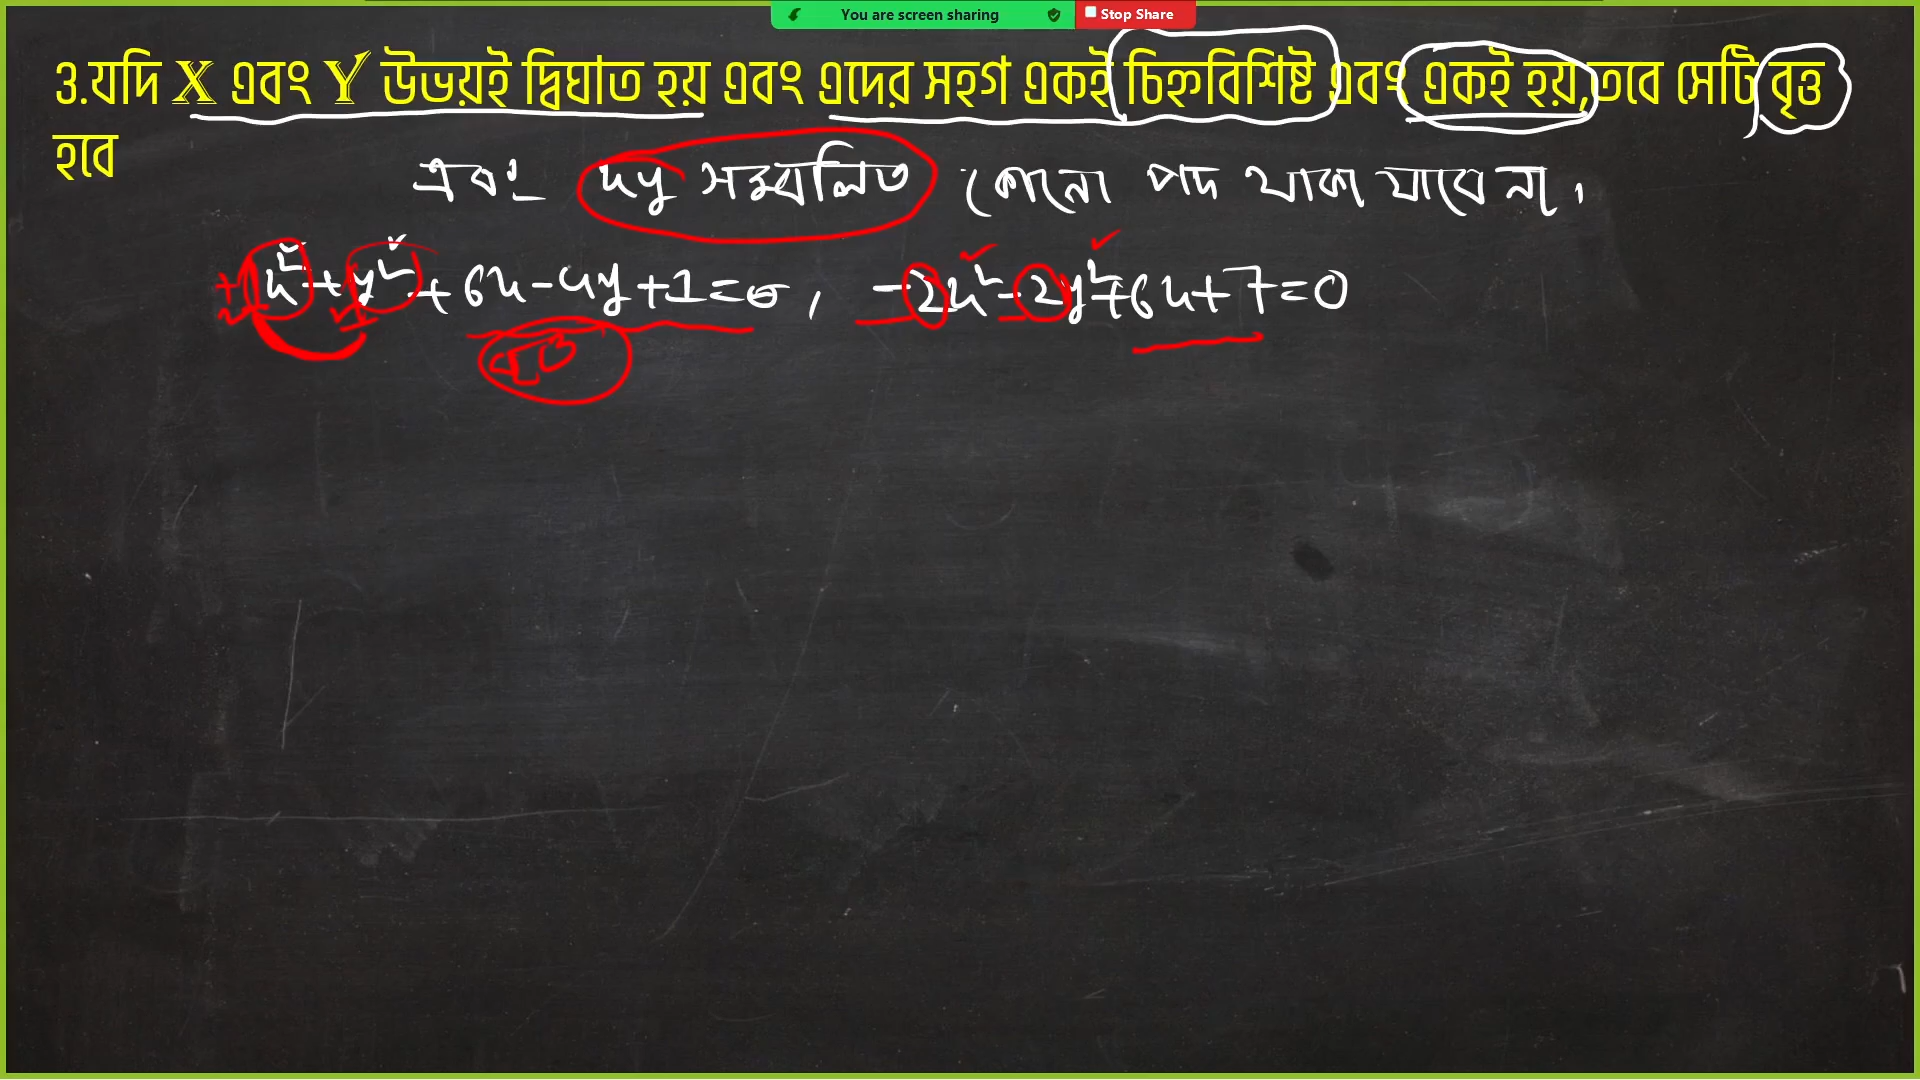 You are screen sharing Stop Share
৩.যদি X এবং Y উভয়ই দ্বিঘাত হয় এবং এদের সহগ একই চিহ্নবিশিষ্ট এবং একই হয়,তবে সেটি বৃত্ত
হবে
এবং xy সম্বলিত কোনো পদ থাকা যাবে না।
x²+y²+6x-4y+1=0, -2x²-2y²+6x+7=0
বৃত্ত